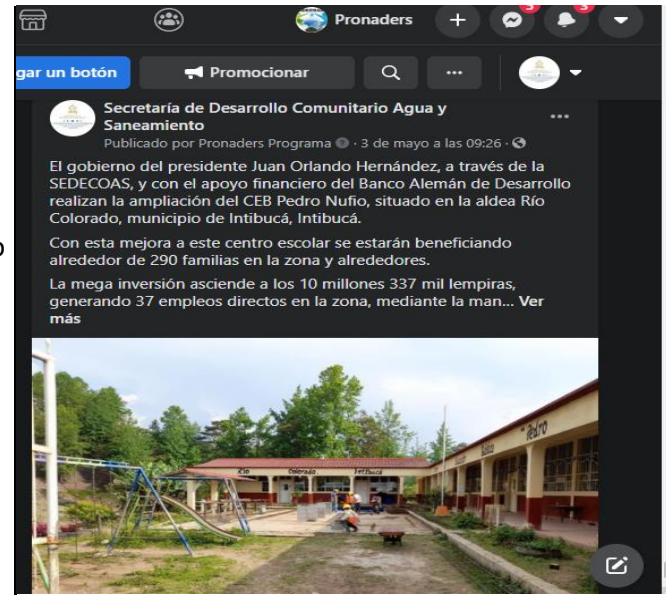 3
3
Pronaders
gar un botón
Promocionar
Secretaría de Desarrollo Comunitario Agua y
Saneamiento
Publicado por Pronaders Programa · 3 de mayo a las 09:26 ·
El gobierno del presidente Juan Orlando Hernández, a través de la
SEDECOAS, y con el apoyo financiero del Banco Alemán de Desarrollo
realizan la ampliación del CEB Pedro Nufio, situado en la aldea Río
Colorado, municipio de Intibucá, Intibucá.
Con esta mejora a este centro escolar se estarán beneficiando
alrededor de 290 familias en la zona y alrededores.
La mega inversión asciende a los 10 millones 337 mil lempiras,
generando 37 empleos directos en la zona, mediante la man... Ver
más
o
Rio Colorado Intibucá
Pedro